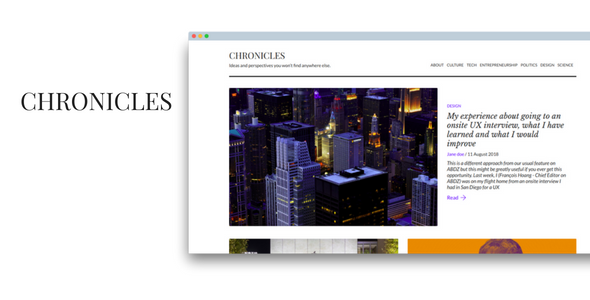 CHRONICLES
CHRONICLES
Ideas and perspectives you won't find anywhere else.
ABOUT CULTURE TECH ENTREPRENEURSHIP POLITICS DESIGN SCIENCE
DESIGN
My experience about going to an
onsite UX interview, what I have
learned and what I would
improve
Jane doe / 11 August 2018
This is a different approach from our usual feature on
ABDZ but this might be greatly useful if you ever get this
opportunity. Last week, I (François Hoang - Chief Editor on
ABDZ) was on my flight home from an onsite interview I
had in San Diego for a UX
Read →